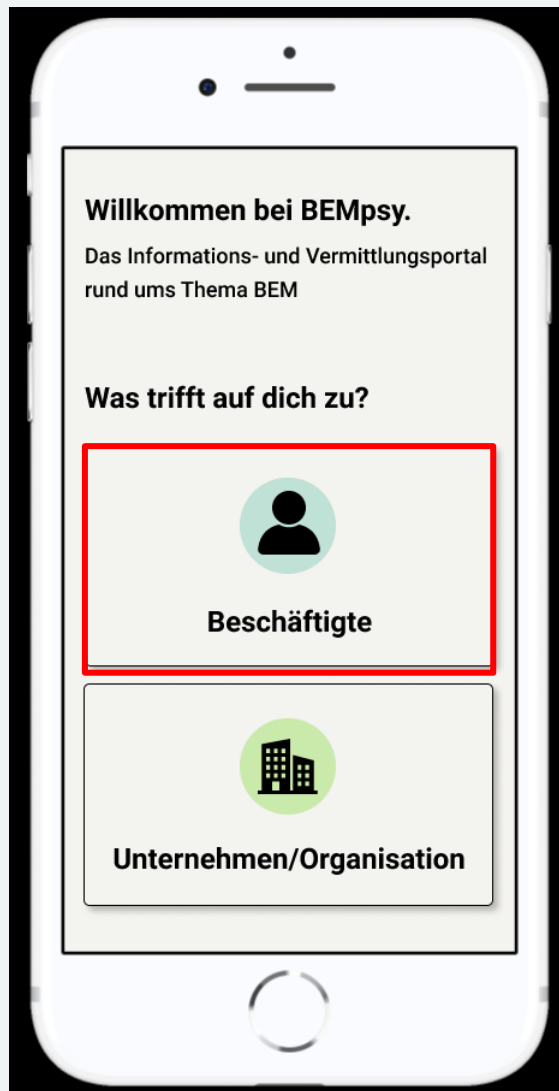 Willkommen bei BEMpsy.
Das Informations- und Vermittlungsportal
rund ums Thema BEM
Was trifft auf dich zu?
Beschäftigte
Unternehmen/Organisation